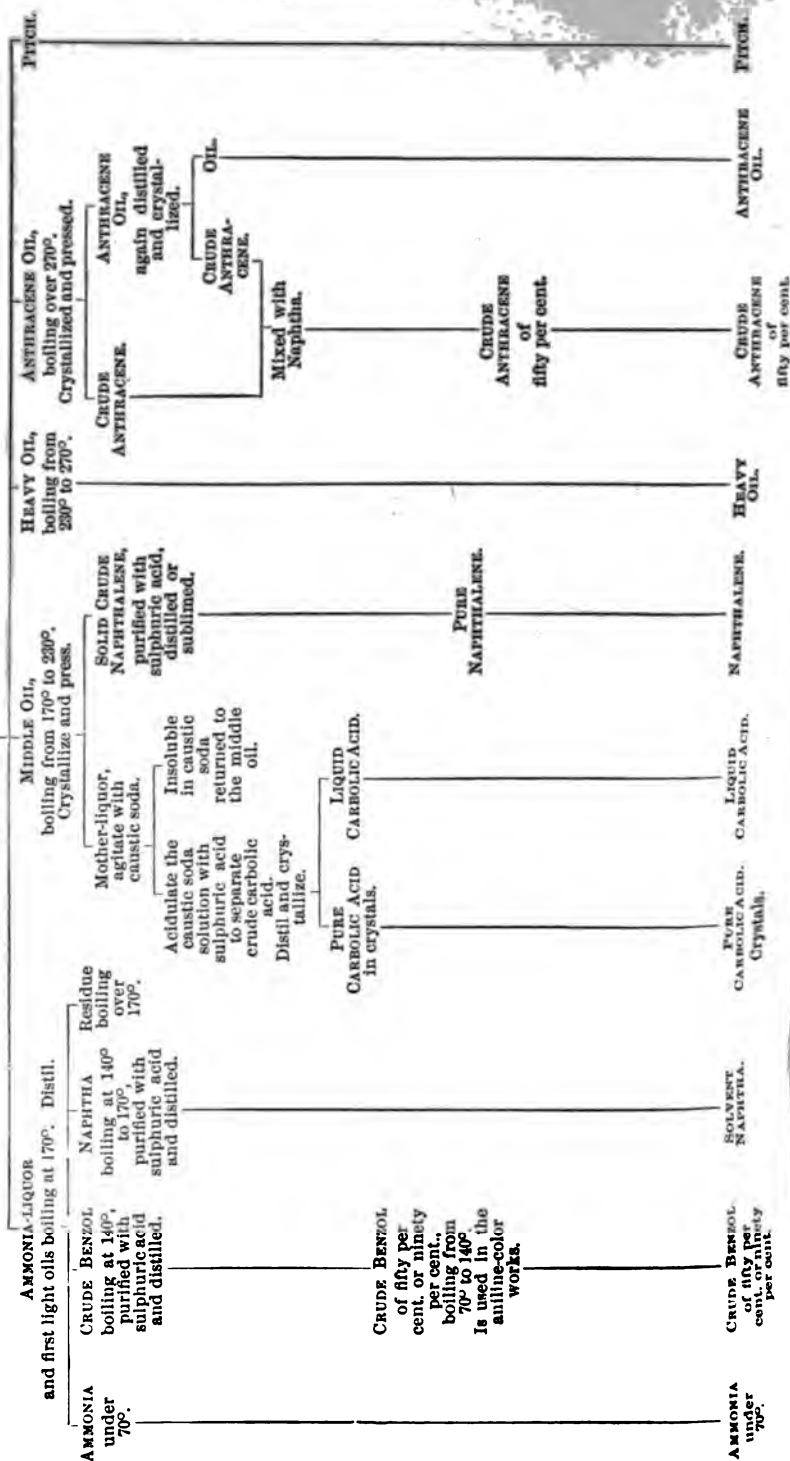 AMMONIA-LIQUOR
and first light oils boiling at 170°. Distil.
AMMONIA
under
70°.
CRUDE BENZOL
boiling at 140°,
purified with
sulphuric acid
and distilled.
NAPHTHA
boiling at 140°
to 170°,
purified with
sulphuric acid
and distilled.
Residue
boiling
over
170°.
MIDDLE OIL,
boiling from 170° to 230°.
Crystallize and press.
Mother-liquor,
agitate with
caustic soda.
SOLID CRUDE
NAPHTHALENE,
purified with
sulphuric acid,
distilled or
sublimed.
Acidulate the
caustic soda
solution with
sulphuric acid
to separate
crude carbolic
acid.
Distil and crys-
tallize.
Insoluble
in caustic
soda
returned to
the middle
oil.
PURE
CARBOLIC ACID
in crystals.
LIQUID
CARBOLIC ACID.
HEAVY OIL,
boiling from
230° to 270°.
ANTHRACENE OIL,
boiling over 270°.
Crystallized and pressed.
CRUDE
ANTHRACENE.
ANTHRACENE
OIL,
again distilled
and crystal-
lized.
CRUDE
ANTHRA-
CENE.
OIL.
Mixed with
Naphtha.
PITCH.
CRUDE BENZOL
of fifty per
cent. or ninety
per cent.,
boiling from
70° to 140°.
Is used in the
aniline-color
works.
PURE
NAPHTHALENE.
CRUDE
ANTHRACENE
of
fifty per cent.
AMMONIA
under
70°.
CRUDE BENZOL
of fifty per
cent. or ninety
per cent.
SOLVENT
NAPHTHA.
PURE
CARBOLIC ACID.
Crystals.
LIQUID
CARBOLIC ACID.
NAPHTHALENE.
HEAVY
OIL.
CRUDE
ANTHRACENE
of
fifty per cent.
ANTHRACENE
OIL.
PITCH.